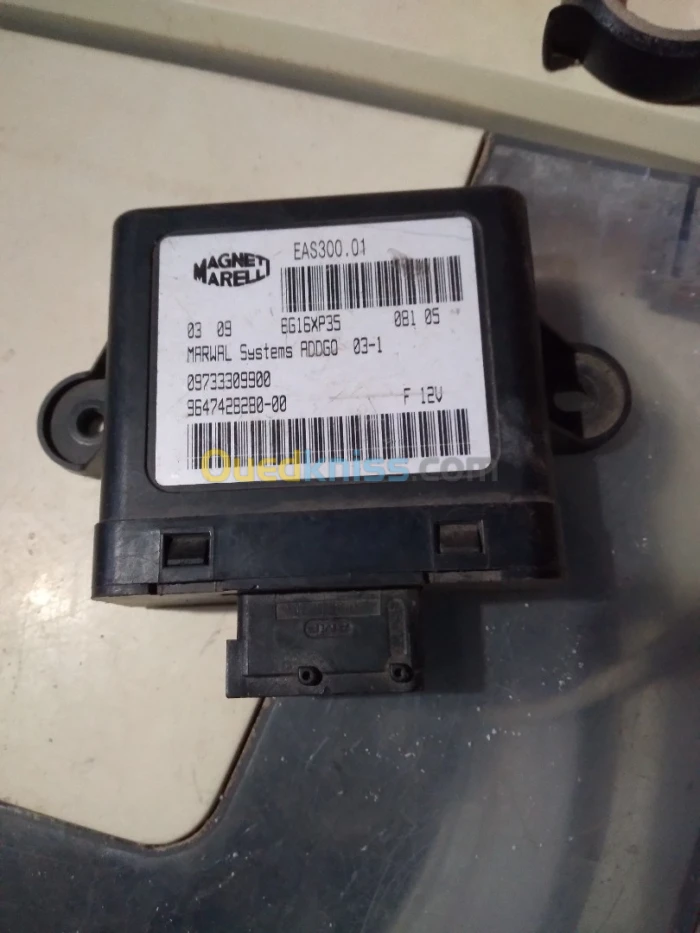 EAS300.01
MAGNETI
MARELLI
03 09 6G16XP35 081 05
MARWAL Systems ADDGO 03-1
09733309900
9647428280-00 F 12V
Ouedkniss.com